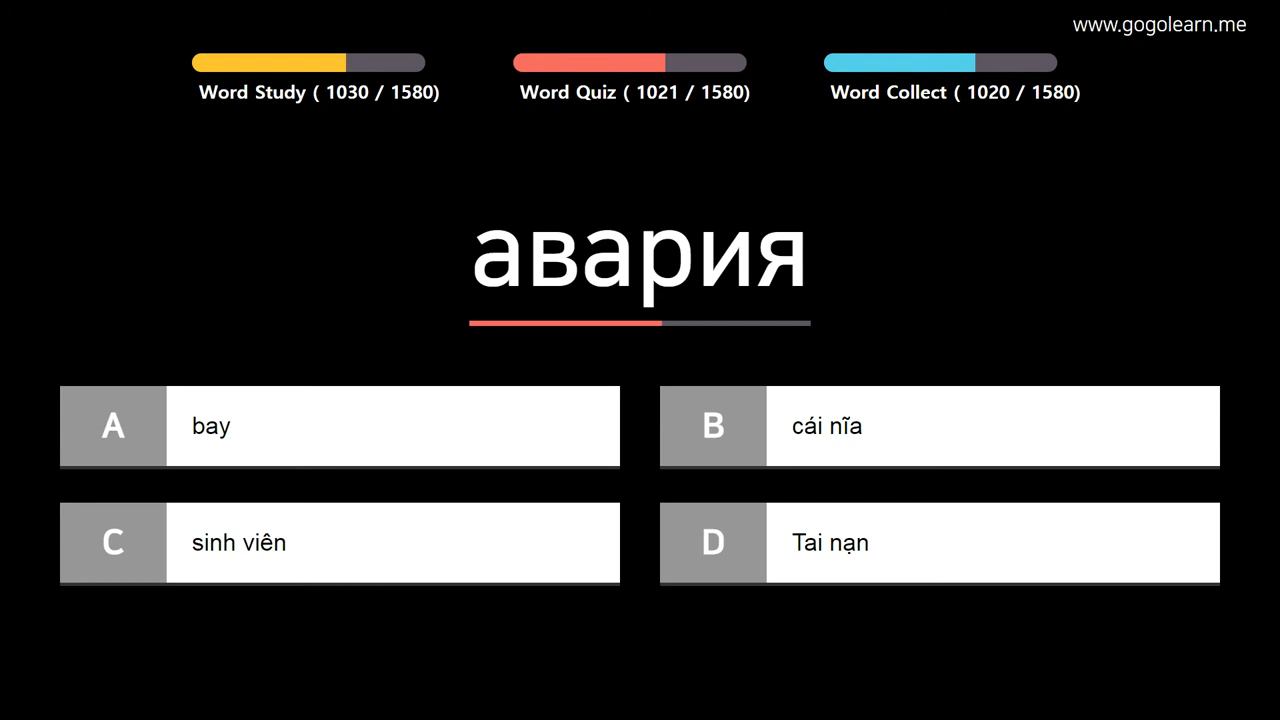 www.gogolearn.me
Word Study ( 1030 / 1580)
Word Quiz ( 1021 / 1580)
Word Collect ( 1020 / 1580)
авария
A bay
B cái nĩa
C sinh viên
D Tai nạn